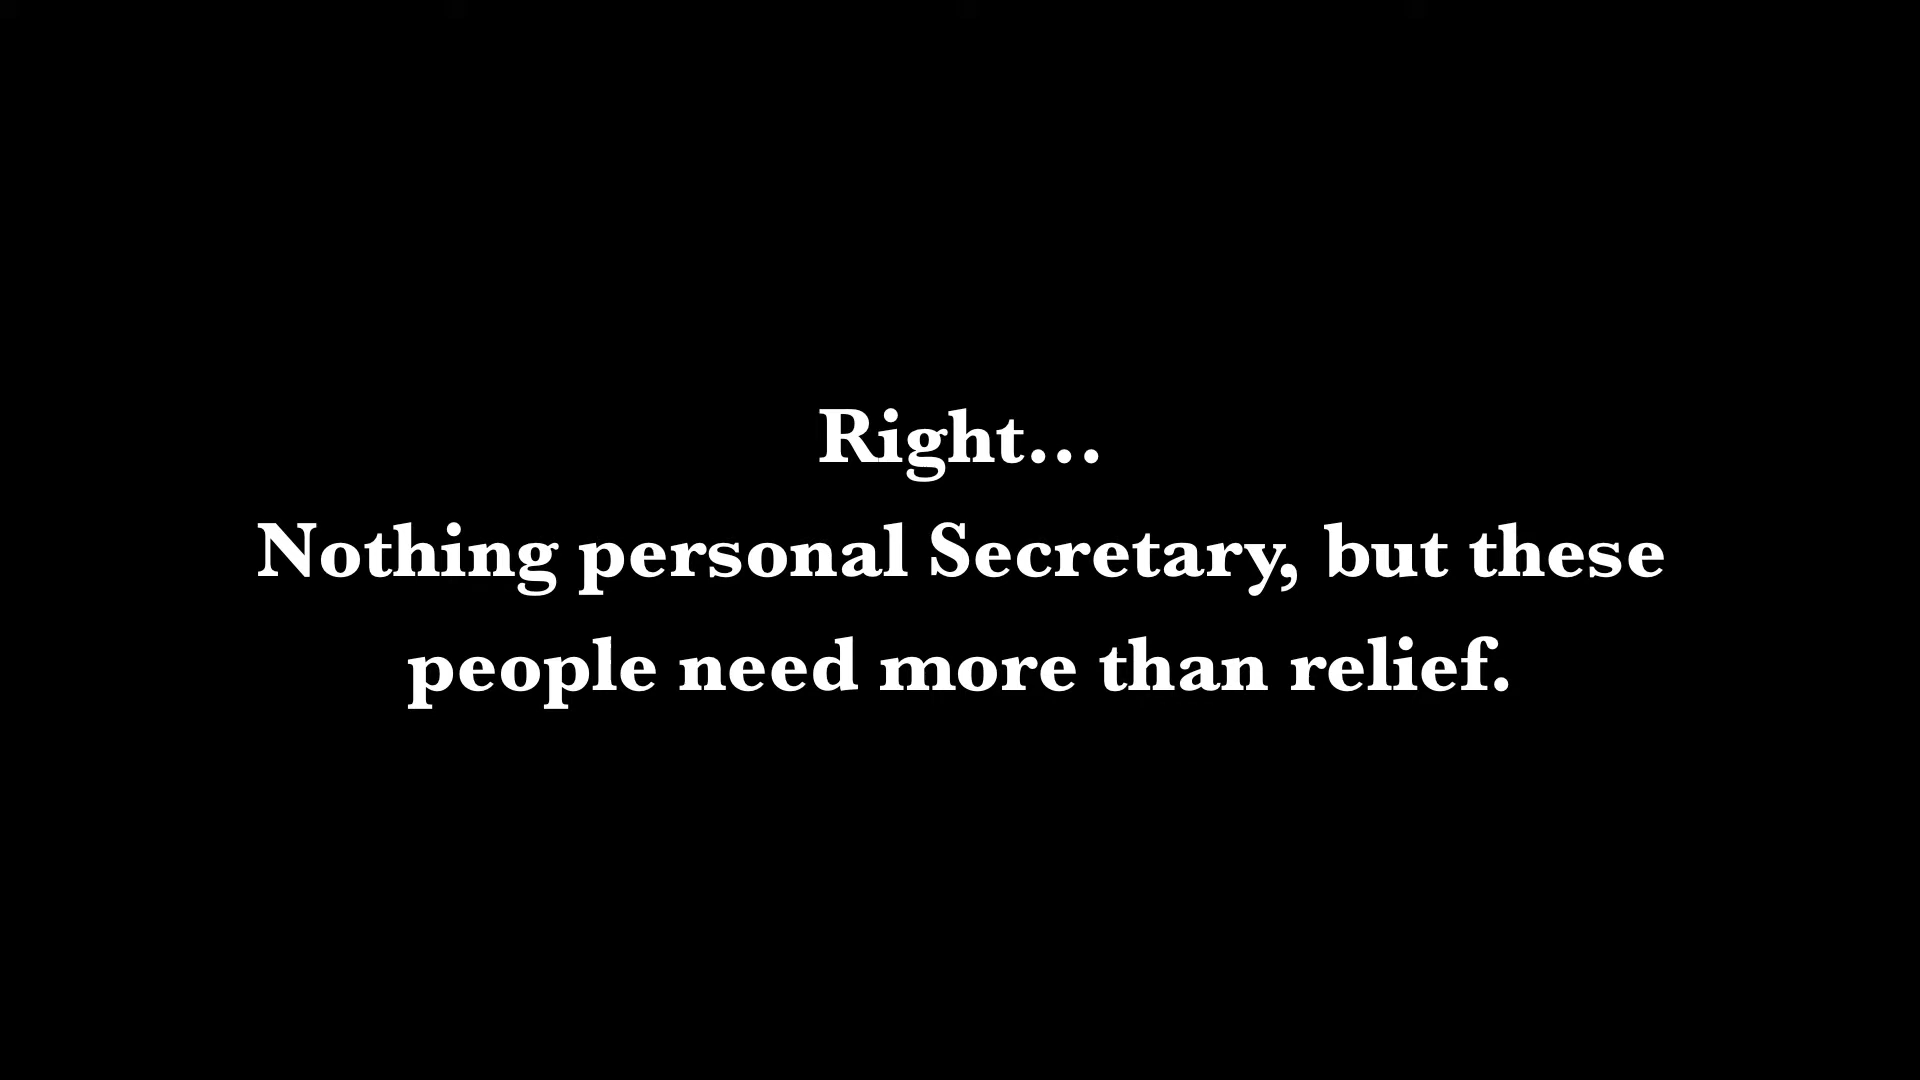 Right...
Nothing personal Secretary, but these
people need more than relief.